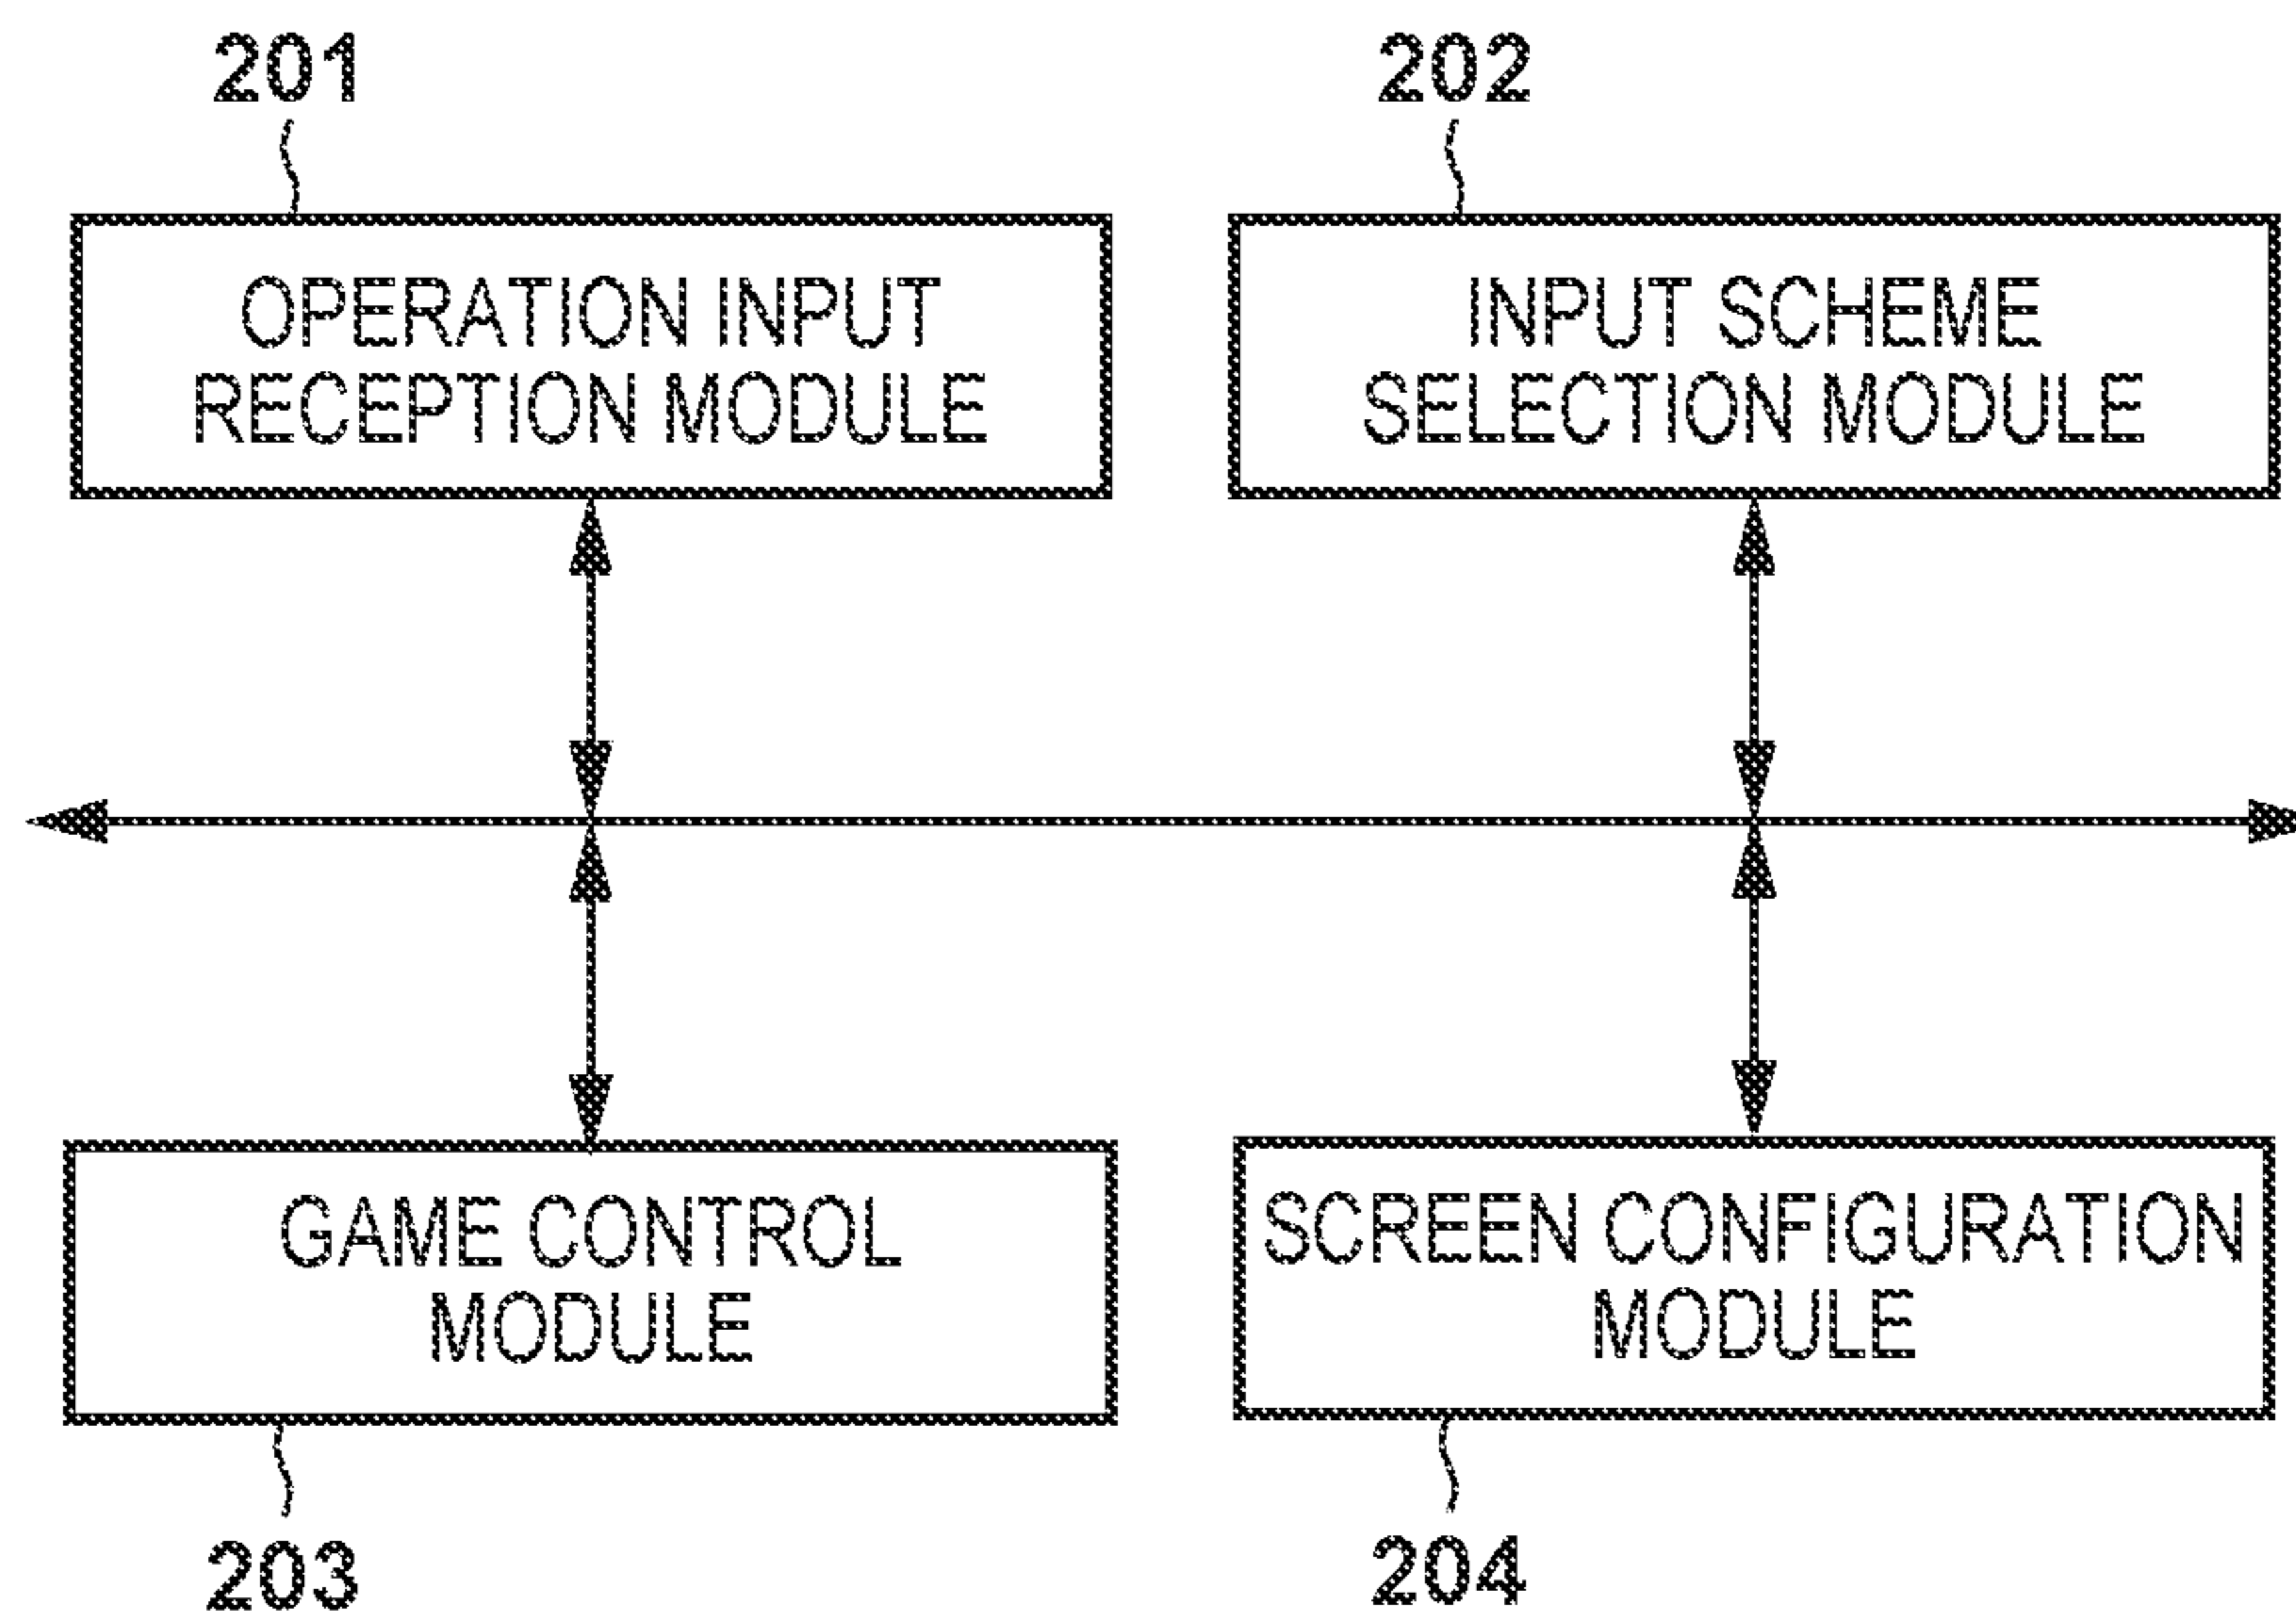 201
202
OPERATION INPUT
RECEPTION MODULE
INPUT SCHEME
SELECTION MODULE
GAME CONTROL
MODULE
SCREEN CONFIGURATION
MODULE
203
204